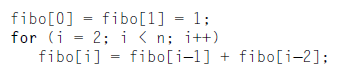 fibo[0] = fibo[1] = 1;
for (i = 2; i < n; i++)
fibo[i] = fibo[i–1] + fibo[i–2];